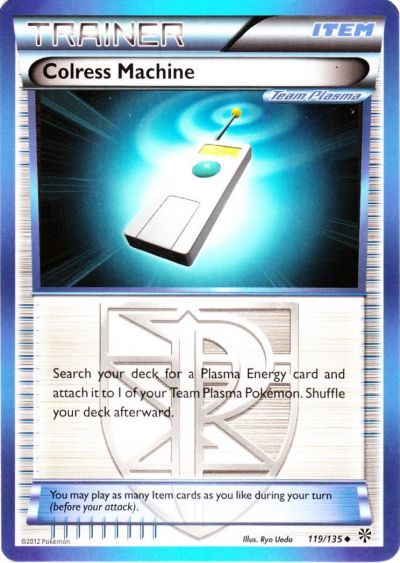 TRAINER
ITEM
Colress Machine
Team Plasma
Search your deck for a Plasma Energy card and
attach it to 1 of your Team Plasma Pokémon. Shuffle
your deck afterward.
You may play as many Item cards as you like during your turn
(before your attack).
©2012 Pokémon
Illus. Ryo Ueda
119/135